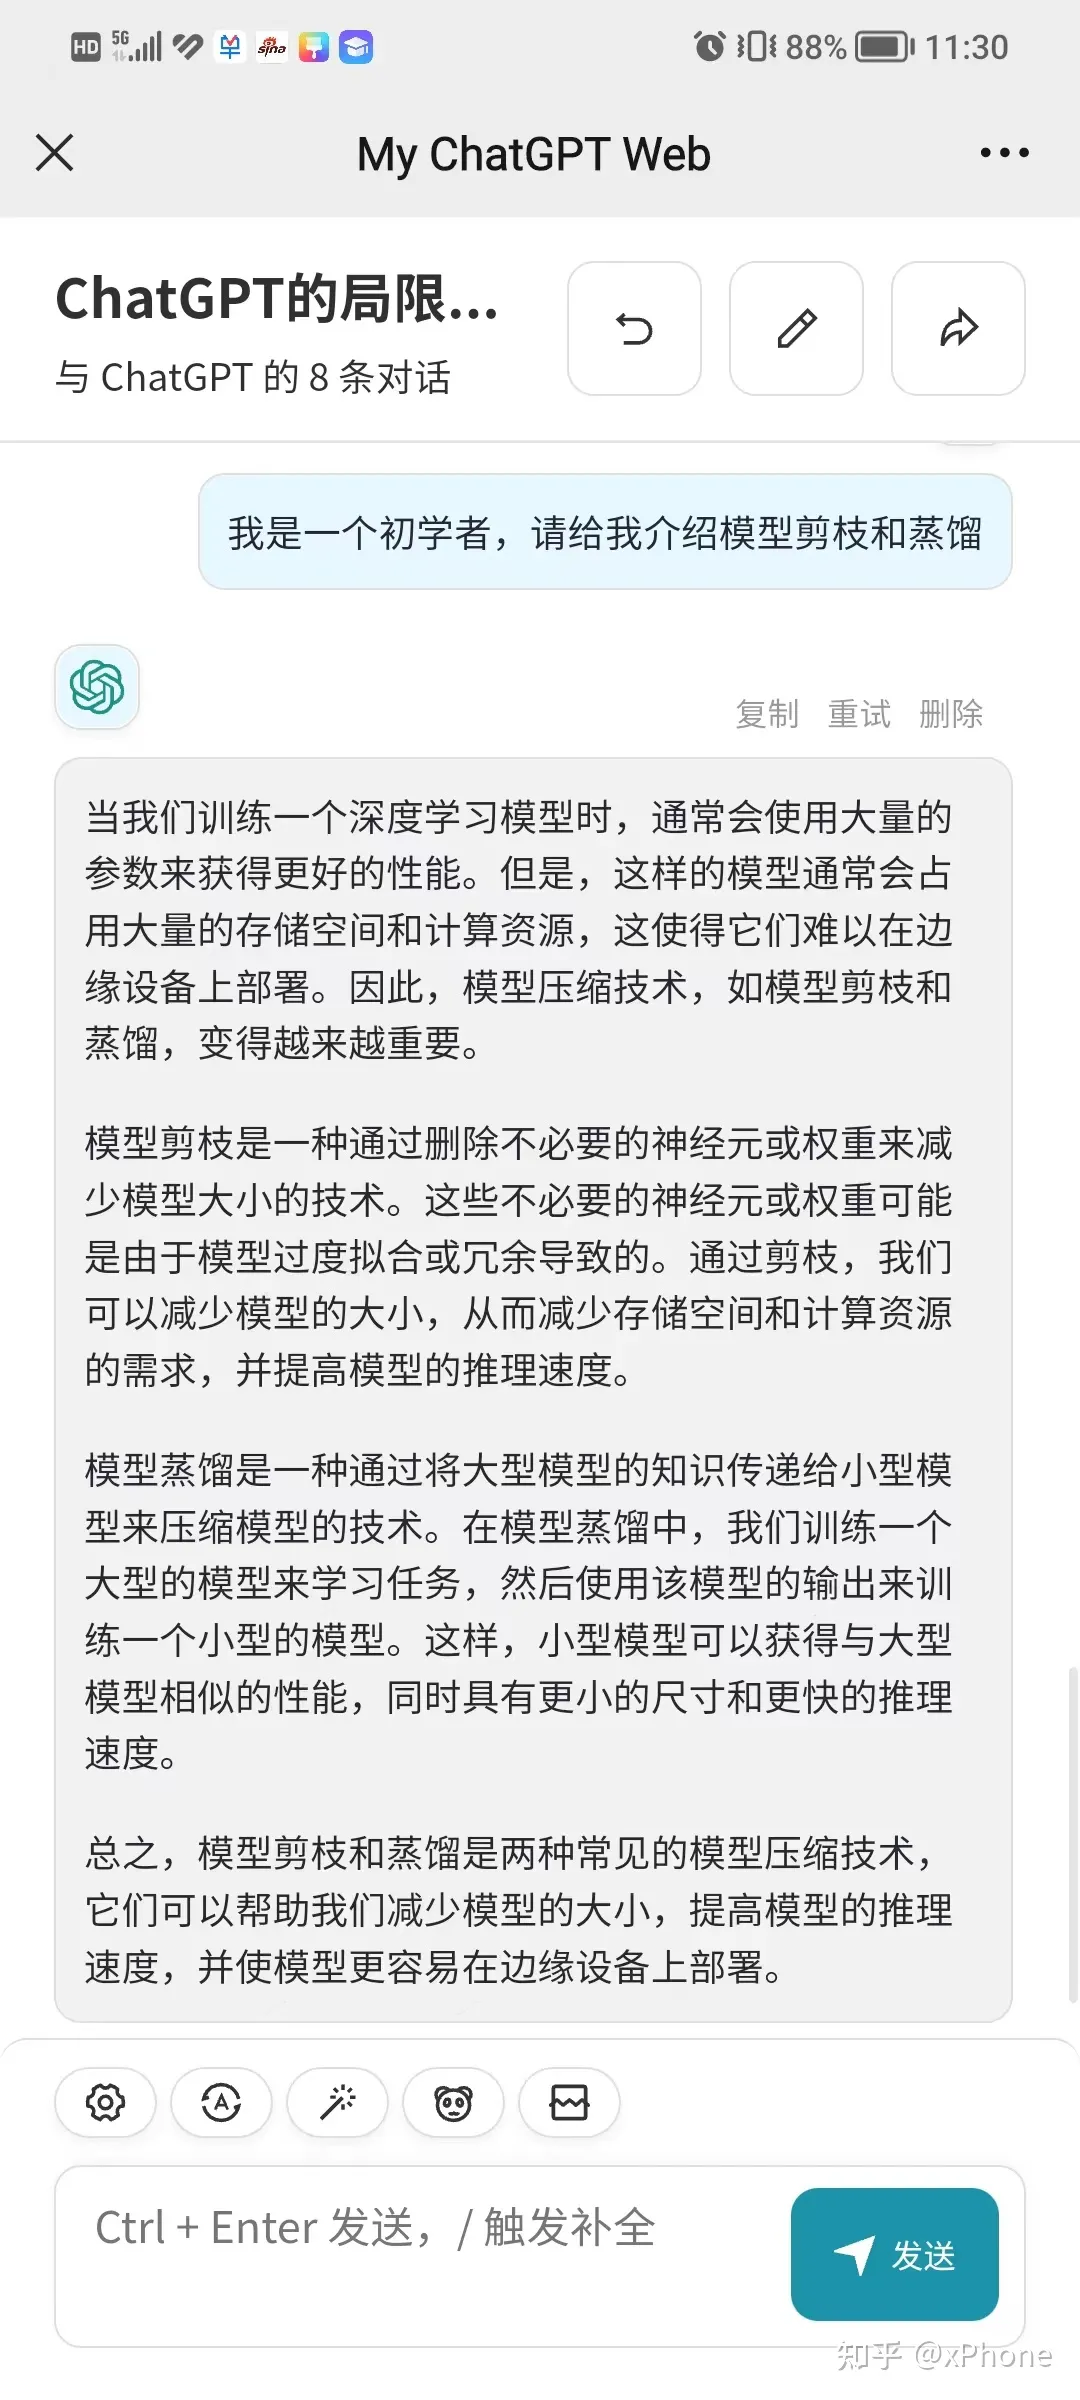 HD 5G sina 88% 11:30
My ChatGPT Web
ChatGPT的局限...
与 ChatGPT 的 8 条对话
我是一个初学者，请给我介绍模型剪枝和蒸馏
复制 重试 删除
当我们训练一个深度学习模型时，通常会使用大量的
参数来获得更好的性能。但是，这样的模型通常会占
用大量的存储空间和计算资源，这使得它们难以在边
缘设备上部署。因此，模型压缩技术，如模型剪枝和
蒸馏，变得越来越重要。
模型剪枝是一种通过删除不必要的神经元或权重来减
少模型大小的技术。这些不必要的神经元或权重可能
是由于模型过度拟合或冗余导致的。通过剪枝，我们
可以减少模型的大小，从而减少存储空间和计算资源
的需求，并提高模型的推理速度。
模型蒸馏是一种通过将大型模型的知识传递给小型模
型来压缩模型的技术。在模型蒸馏中，我们训练一个
大型的模型来学习任务，然后使用该模型的输出来训
练一个小型的模型。这样，小型模型可以获得与大型
模型相似的性能，同时具有更小的尺寸和更快的推理
速度。
总之，模型剪枝和蒸馏是两种常见的模型压缩技术，
它们可以帮助我们减少模型的大小，提高模型的推理
速度，并使模型更容易在边缘设备上部署。
A
Ctrl + Enter 发送，/ 触发补全
发送
知乎 @xPhone